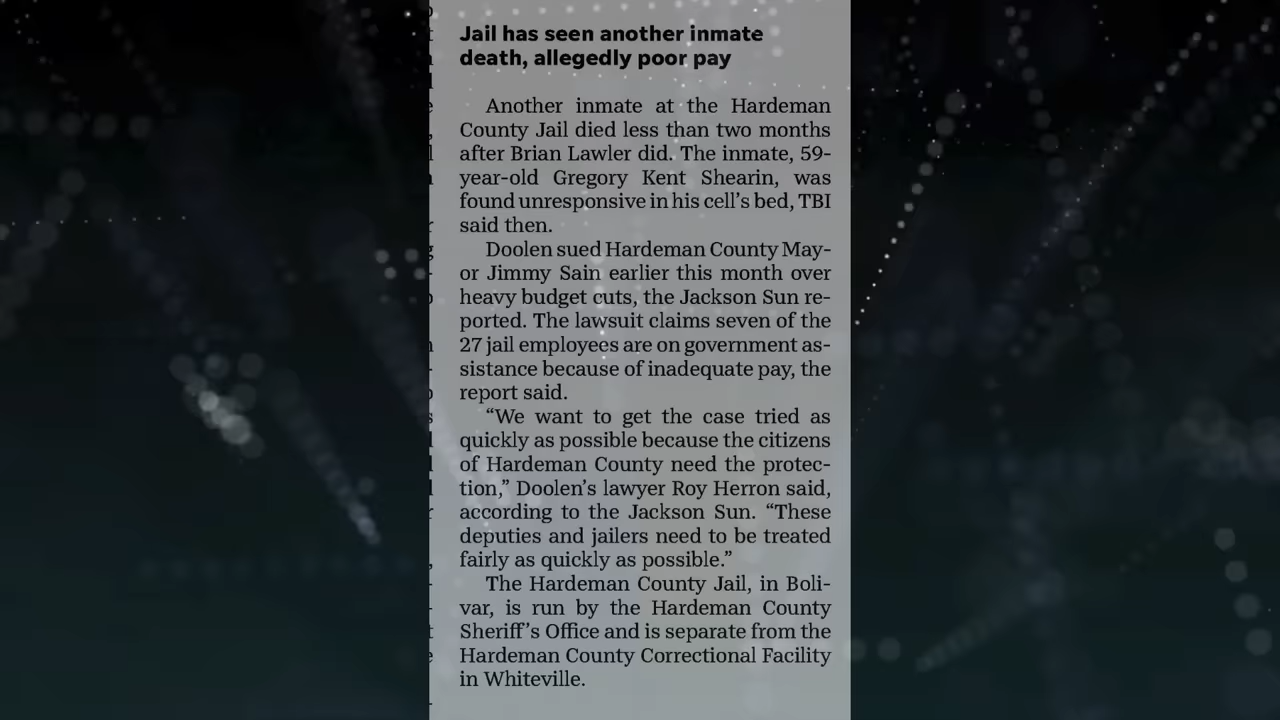 Jail has seen another inmate
death, allegedly poor pay
Another inmate at the Hardeman
County Jail died less than two months
after Brian Lawler did. The inmate, 59-
year-old Gregory Kent Shearin, was
found unresponsive in his cell’s bed, TBI
said then.
Doolen sued Hardeman County May-
or Jimmy Sain earlier this month over
heavy budget cuts, the Jackson Sun re-
ported. The lawsuit claims seven of the
27 jail employees are on government as-
sistance because of inadequate pay, the
report said.
“We want to get the case tried as
quickly as possible because the citizens
of Hardeman County need the protec-
tion,” Doolen’s lawyer Roy Herron said,
according to the Jackson Sun. “These
deputies and jailers need to be treated
fairly as quickly as possible.”
The Hardeman County Jail, in Boli-
var, is run by the Hardeman County
Sheriff’s Office and is separate from the
Hardeman County Correctional Facility
in Whiteville.